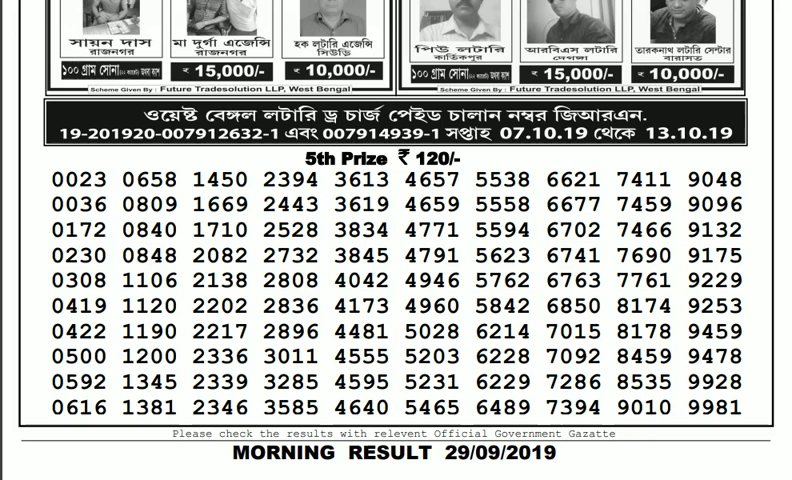 সায়ন দাস
রাজনগর
মা দুর্গা এজেন্সি
রাজনগর
হক লটারি এজেন্সি
সিউড়ি
১০০ গ্রাম সোনা
₹ 15,000/-
₹ 10,000/-
Scheme Given By : Future Tradesolution LLP, West Bengal
পিউ লটারি
কার্তিকপুর
আরবিএস লটারি
দেগঙ্গা
তারকনাথ লটারি সেন্টার
বারাসত
১০০ গ্রাম সোনা
₹ 15,000/-
₹ 10,000/-
Scheme Given By : Future Tradesolution LLP, West Bengal
ওয়েষ্ট বেঙ্গল লটারি ড্র চার্জ পেইড চালান নম্বর জিআরএন.
19-201920-007912632-1 এবং 007914939-1 সপ্তাহ 07.10.19 থেকে 13.10.19
5th Prize ₹ 120/-
0023 0658 1450 2394 3613 4657 5538 6621 7411 9048
0036 0809 1669 2443 3619 4659 5558 6677 7459 9096
0172 0840 1710 2528 3834 4771 5594 6702 7466 9132
0230 0848 2082 2732 3845 4791 5623 6741 7690 9175
0308 1106 2138 2808 4042 4946 5762 6763 7761 9229
0419 1120 2202 2836 4173 4960 5842 6850 8174 9253
0422 1190 2217 2896 4481 5028 6214 7015 8178 9459
0500 1200 2336 3011 4555 5203 6228 7092 8459 9478
0592 1345 2339 3285 4595 5231 6229 7286 8535 9928
0616 1381 2346 3585 4640 5465 6489 7394 9010 9981
Please check the results with relevent Official Government Gazatte
MORNING RESULT 29/09/2019